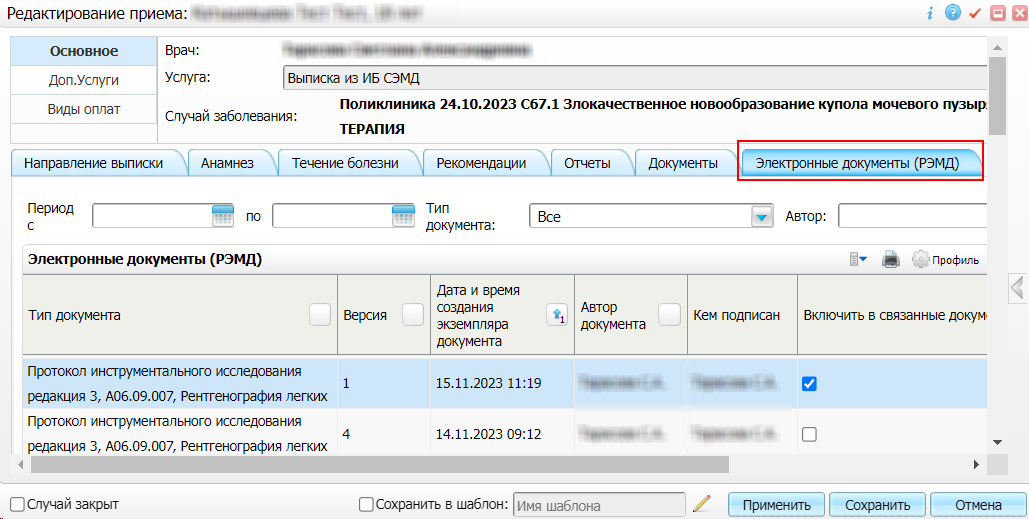 Редактирование приема:
Основное
Доп.Услуги
Виды оплат
Врач:
Услуга: Выписка из ИБ СЭМД
Случай заболевания: Поликлиника 24.10.2023 C67.1 Злокачественное новообразование купола мочевого
ТЕРАПИЯ
Направление выписки Анамнез Течение болезни Рекомендации Отчеты Документы Электронные документы (РЭМД)
Период с по Тип документа: Все Автор:
Электронные документы (РЭМД) Профиль
Тип документа Версия Дата и время создания экземпляра документа 1 Автор документа Кем подписан Включить в связанные
Протокол инструментального исследования
редакция 3, A06.09.007, Рентгенография легких 1 15.11.2023 11:19
Протокол инструментального исследования
редакция 3, A06.09.007, Рентгенография легких 4 14.11.2023 09:12
Случай закрыт Сохранить в шаблон: Имя шаблона Применить Сохранить Отмена